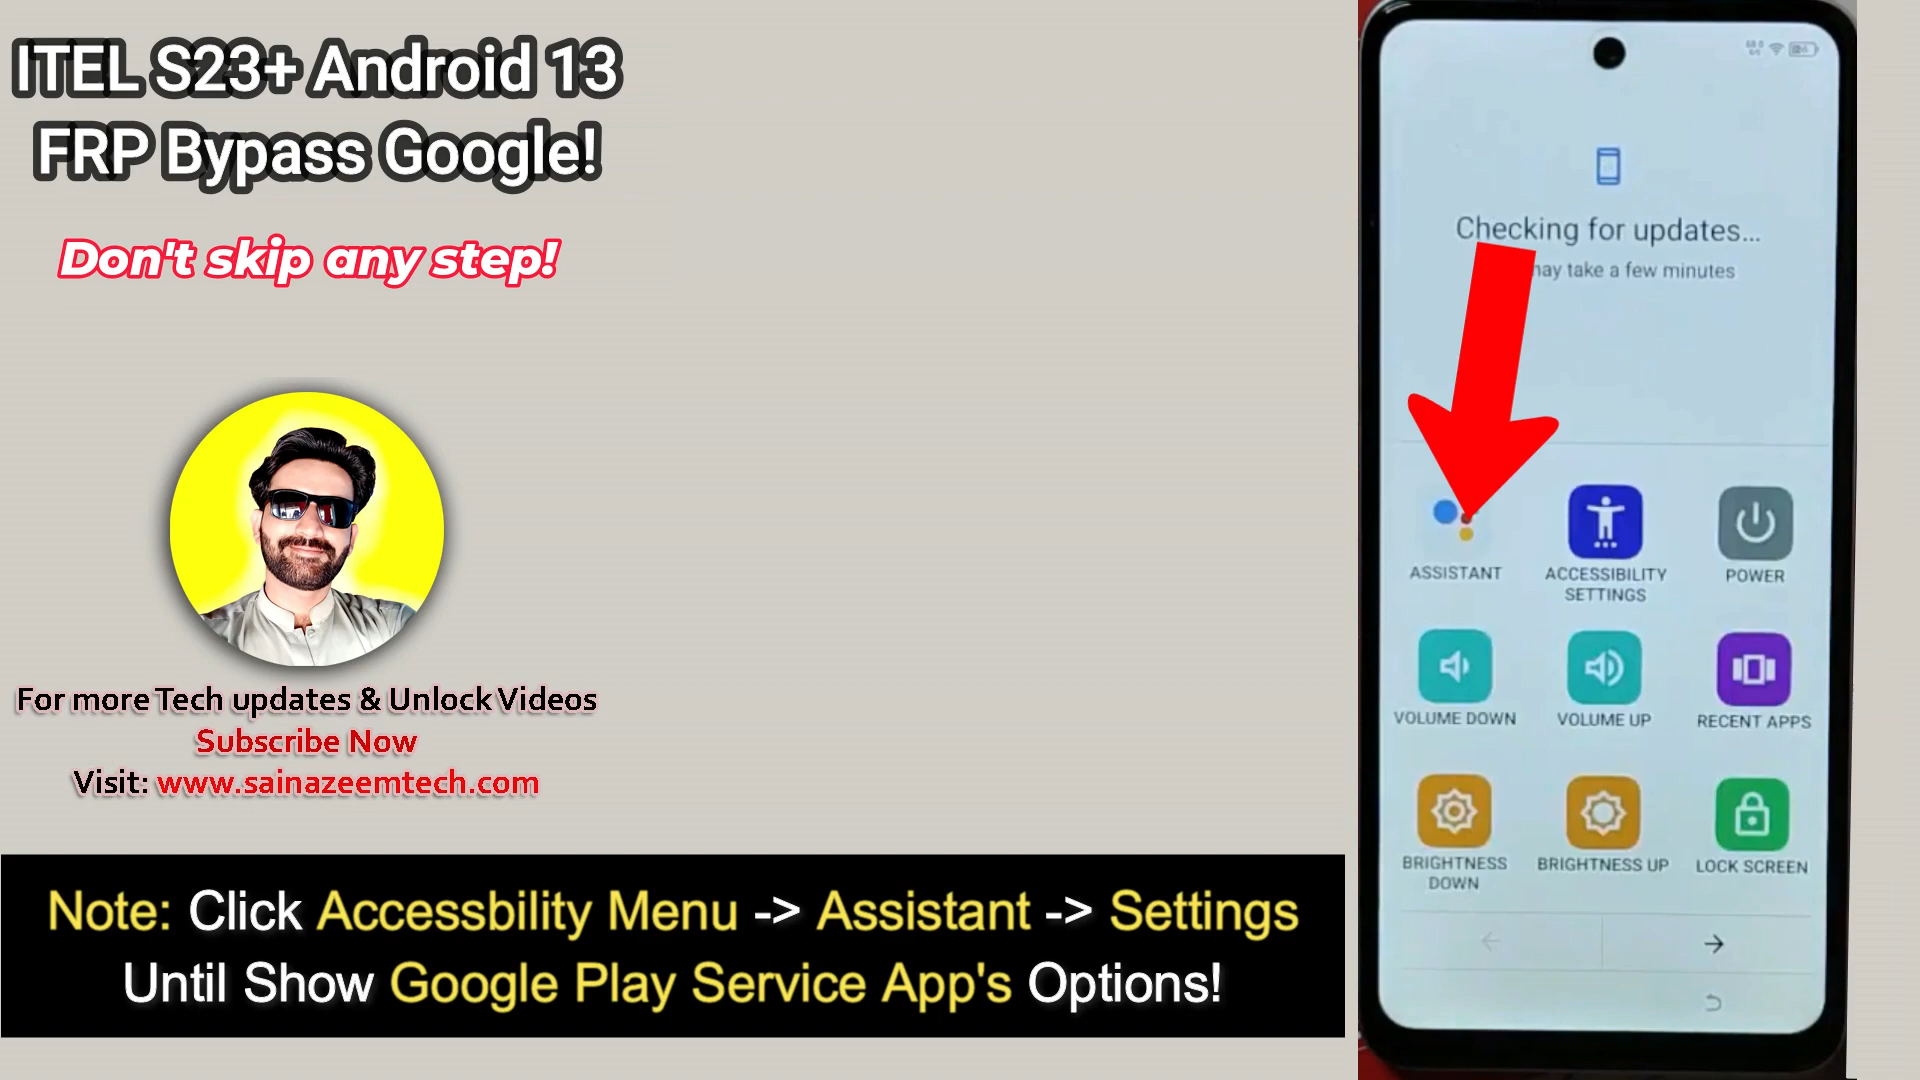 ITEL S23+ Android 13
FRP Bypass Google!
Don't skip any step!
For more Tech updates & Unlock Videos
Subscribe Now
Visit: www.sainazeemtech.com
Note: Click Accessbility Menu -> Assistant -> Settings
Until Show Google Play Service App's Options!
Checking for updates...
may take a few minutes
ASSISTANT
ACCESSIBILITY
SETTINGS
POWER
VOLUME DOWN
VOLUME UP
RECENT APPS
BRIGHTNESS
DOWN
BRIGHTNESS UP
LOCK SCREEN